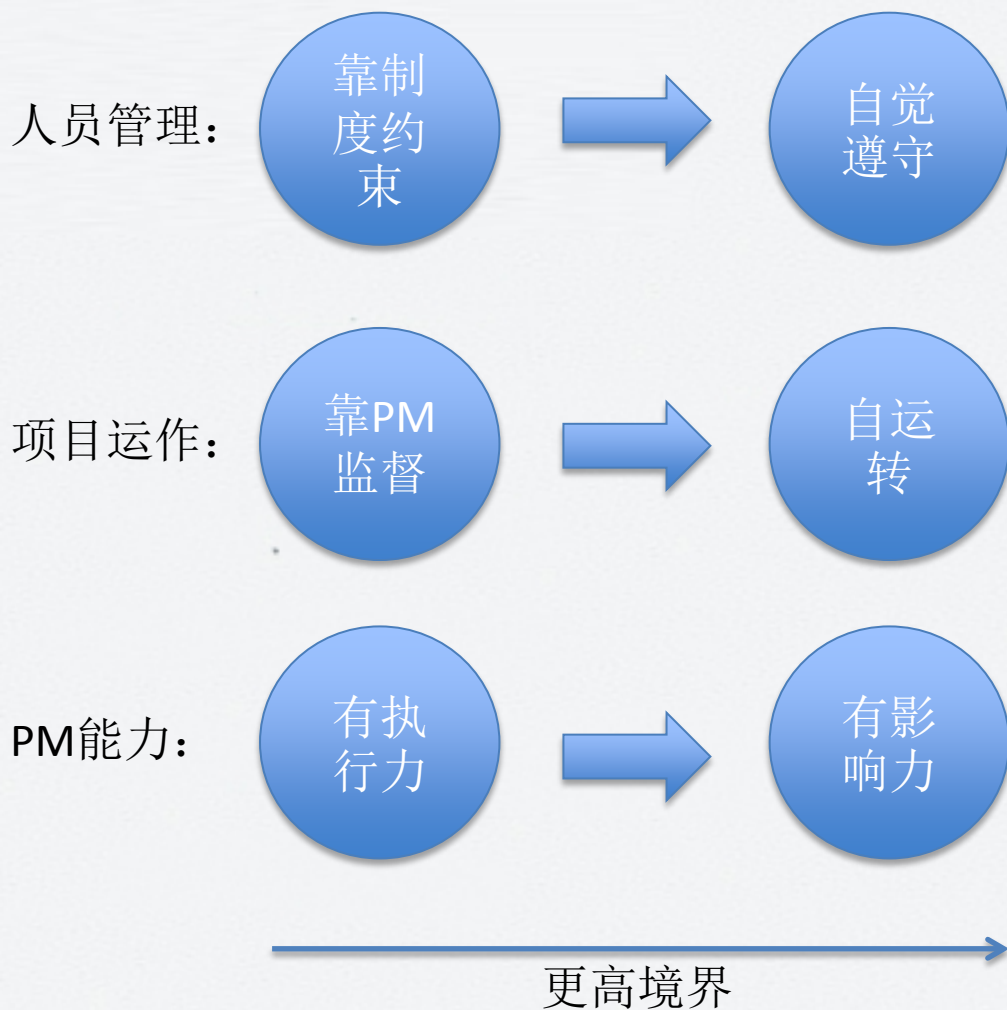 人员管理：
靠制
度约
束
自觉
遵守
项目运作：
靠PM
监督
自运
转
PM能力：
有执
行力
有影
响力
更高境界